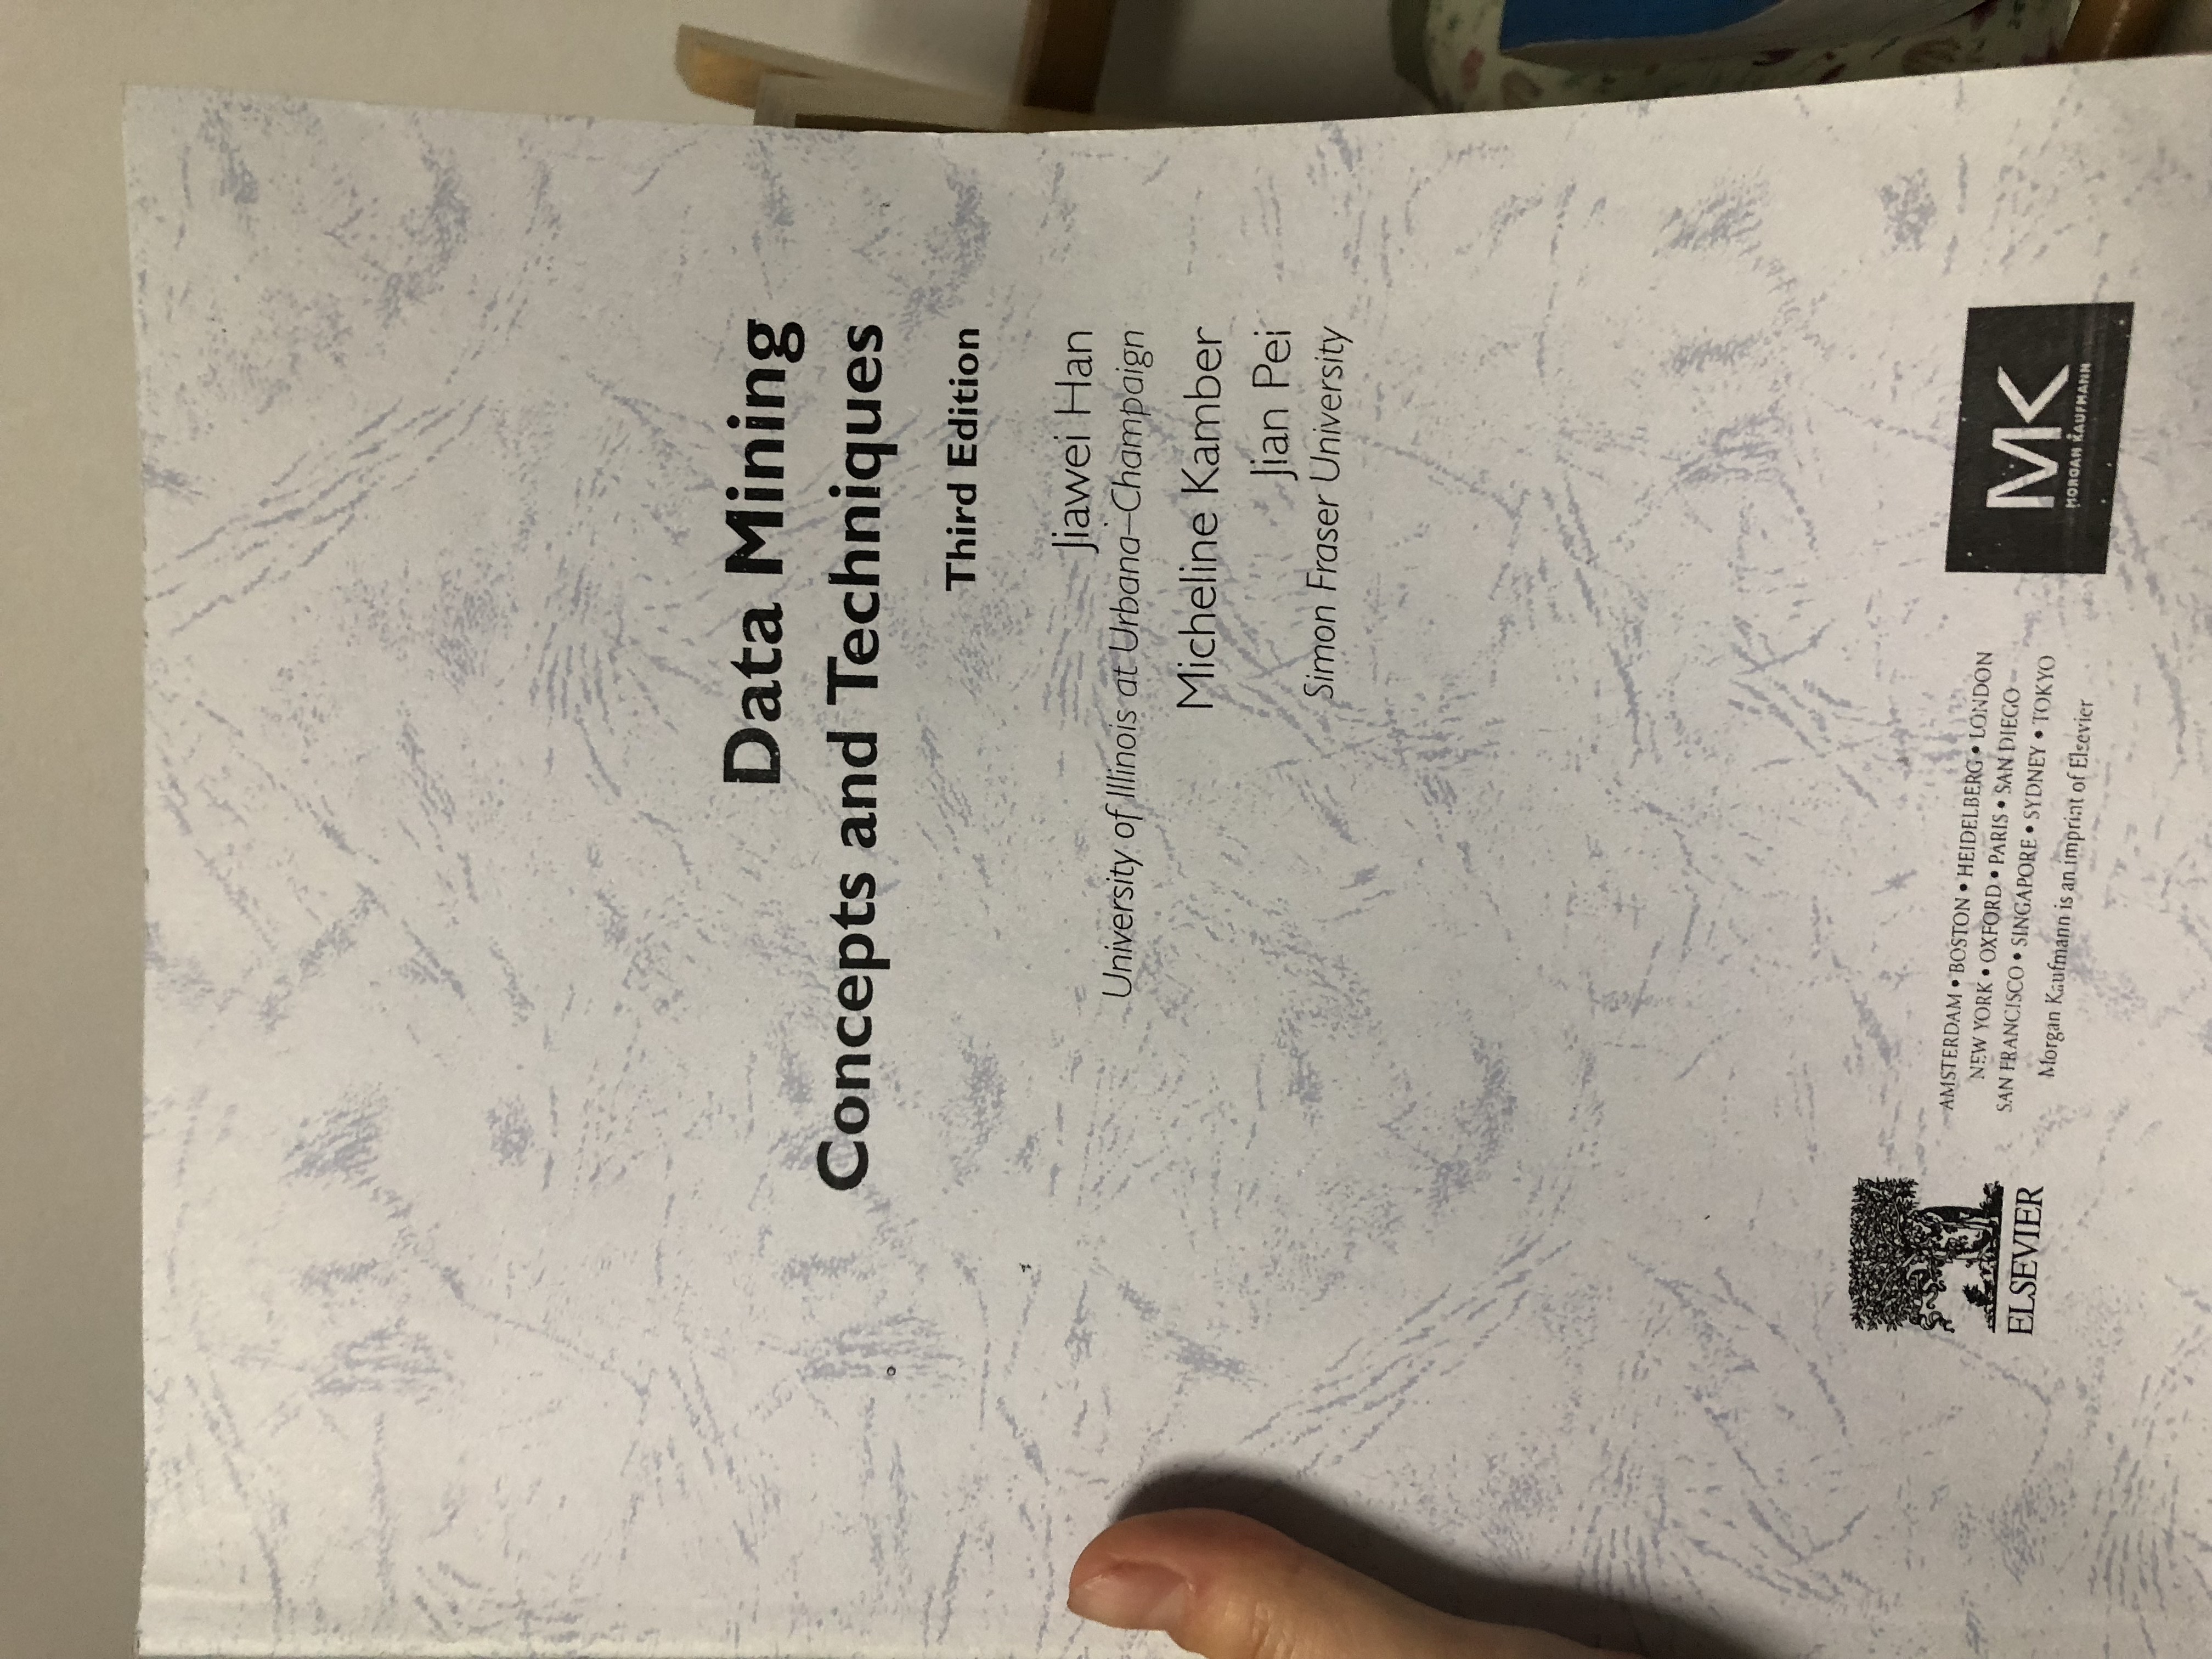 Data Mining
Concepts and Techniques
Third Edition
Jiawei Han
University of Illinois at Urbana–Champaign
Micheline Kamber
Jian Pei
Simon Fraser University
ELSEVIER
AMSTERDAM • BOSTON • HEIDELBERG • LONDON
NEW YORK • OXFORD • PARIS • SAN DIEGO
SAN FRANCISCO • SINGAPORE • SYDNEY • TOKYO
Morgan Kaufmann is an imprint of Elsevier
MK
MORGAN KAUFMANN